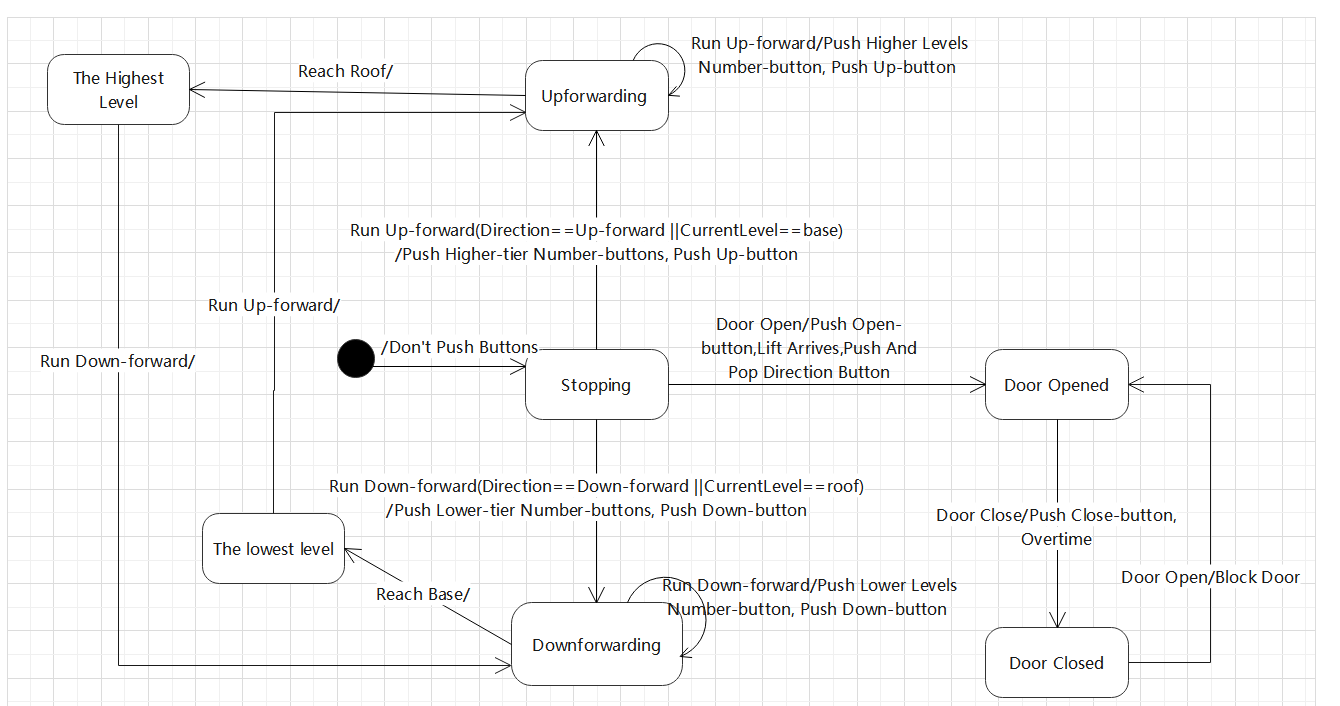 Run Up-forward/Push Higher Levels
Number-button, Push Up-button
The Highest
Level
Reach Roof/
Upforwarding
Run Up-forward(Direction==Up-forward ||CurrentLevel==base)
/Push Higher-tier Number-buttons, Push Up-button
Run Up-forward/
Run Down-forward/
/Don't Push Buttons
Door Open/Push Open-
button,Lift Arrives,Push And
Pop Direction Button
Stopping
Door Opened
Run Down-forward(Direction==Down-forward ||CurrentLevel==roof)
/Push Lower-tier Number-buttons, Push Down-button
Door Close/Push Close-button,
Overtime
The lowest level
Reach Base/
Run Down-forward/Push Lower Levels
Number-button, Push Down-button
Door Open/Block Door
Downforwarding
Door Closed